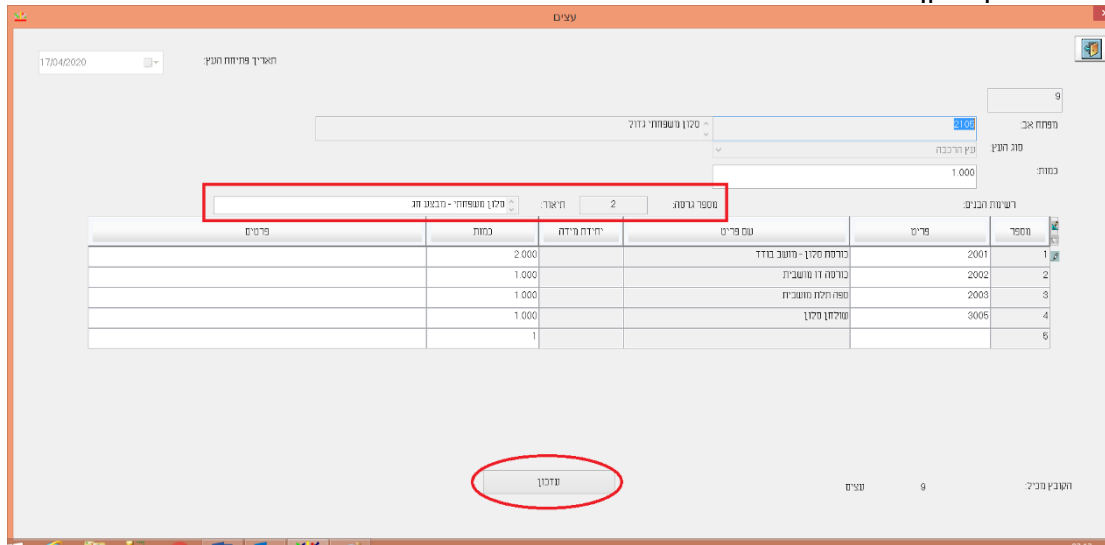 עצים
תאריך פתיחת העץ: 17/04/2020
9
מפתח אב: 2105 סלון משפחתי גדול
סוג העץ: עץ הרכבה
כמות: 1.000
רשימת הבנים: מספר גרסה: 2 תיאור: סלון משפחתי - מבצע חג
מספר פריט שם פריט יחידת מידה כמות פרטים
1 2001 כורסת סלון - מושב בודד 2.000
2 2002 כורסה דו מושבית 1.000
3 2003 ספה תלת מושבית 1.000
4 3005 שולחן סלון 1.000
5 1
עדכון
הקובץ מכיל: 9 עצים